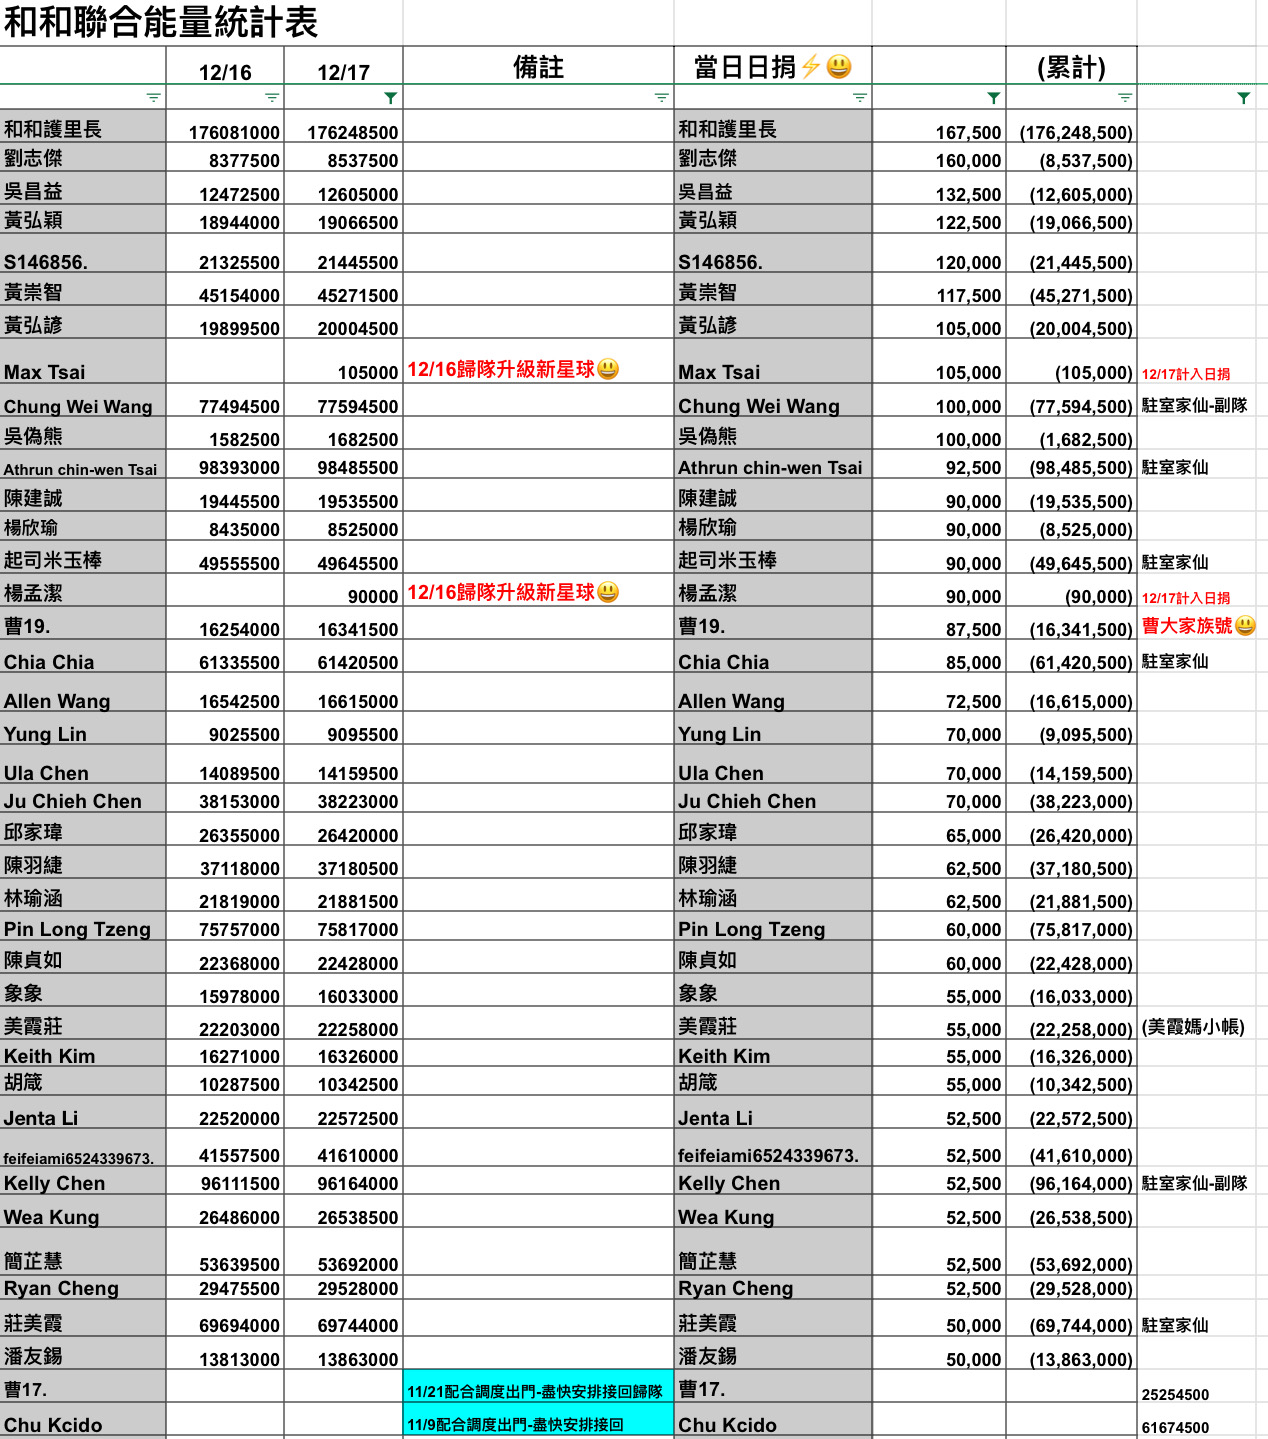 和和聯合能量統計表
12/16 12/17 備註 當日日捐⚡😃 (累計)
和和護里長 176081000 176248500 和和護里長 167,500 (176,248,500)
劉志傑 8377500 8537500 劉志傑 160,000 (8,537,500)
吳昌益 12472500 12605000 吳昌益 132,500 (12,605,000)
黃弘穎 18944000 19066500 黃弘穎 122,500 (19,066,500)
S146856. 21325500 21445500 S146856. 120,000 (21,445,500)
黃崇智 45154000 45271500 黃崇智 117,500 (45,271,500)
黃弘諺 19899500 20004500 黃弘諺 105,000 (20,004,500)
Max Tsai 105000 12/16歸隊升級新星球😃 Max Tsai 105,000 (105,000) 12/17計入日捐
Chung Wei Wang 77494500 77594500 Chung Wei Wang 100,000 (77,594,500) 駐室家仙-副隊
吳偽熊 1582500 1682500 吳偽熊 100,000 (1,682,500)
Athrun chin-wen Tsai 98393000 98485500 Athrun chin-wen Tsai 92,500 (98,485,500) 駐室家仙
陳建誠 19445500 19535500 陳建誠 90,000 (19,535,500)
楊欣瑜 8435000 8525000 楊欣瑜 90,000 (8,525,000)
起司米玉棒 49555500 49645500 起司米玉棒 90,000 (49,645,500) 駐室家仙
楊孟潔 90000 12/16歸隊升級新星球😃 楊孟潔 90,000 (90,000) 12/17計入日捐
曹19. 16254000 16341500 曹19. 87,500 (16,341,500) 曹大家族號😃
Chia Chia 61335500 61420500 Chia Chia 85,000 (61,420,500) 駐室家仙
Allen Wang 16542500 16615000 Allen Wang 72,500 (16,615,000)
Yung Lin 9025500 9095500 Yung Lin 70,000 (9,095,500)
Ula Chen 14089500 14159500 Ula Chen 70,000 (14,159,500)
Ju Chieh Chen 38153000 38223000 Ju Chieh Chen 70,000 (38,223,000)
邱家瑋 26355000 26420000 邱家瑋 65,000 (26,420,000)
陳羽緁 37118000 37180500 陳羽緁 62,500 (37,180,500)
林瑜涵 21819000 21881500 林瑜涵 62,500 (21,881,500)
Pin Long Tzeng 75757000 75817000 Pin Long Tzeng 60,000 (75,817,000)
陳貞如 22368000 22428000 陳貞如 60,000 (22,428,000)
象象 15978000 16033000 象象 55,000 (16,033,000)
美霞莊 22203000 22258000 美霞莊 55,000 (22,258,000) (美霞媽小帳)
Keith Kim 16271000 16326000 Keith Kim 55,000 (16,326,000)
胡箴 10287500 10342500 胡箴 55,000 (10,342,500)
Jenta Li 22520000 22572500 Jenta Li 52,500 (22,572,500)
feifeiami6524339673. 41557500 41610000 feifeiami6524339673. 52,500 (41,610,000)
Kelly Chen 96111500 96164000 Kelly Chen 52,500 (96,164,000) 駐室家仙-副隊
Wea Kung 26486000 26538500 Wea Kung 52,500 (26,538,500)
簡芷慧 53639500 53692000 簡芷慧 52,500 (53,692,000)
Ryan Cheng 29475500 29528000 Ryan Cheng 52,500 (29,528,000)
莊美霞 69694000 69744000 莊美霞 50,000 (69,744,000) 駐室家仙
潘友錫 13813000 13863000 潘友錫 50,000 (13,863,000)
曹17. 11/21配合調度出門-盡快安排接回歸隊 曹17. 25254500
Chu Kcido 11/9配合調度出門-盡快安排接回 Chu Kcido 61674500